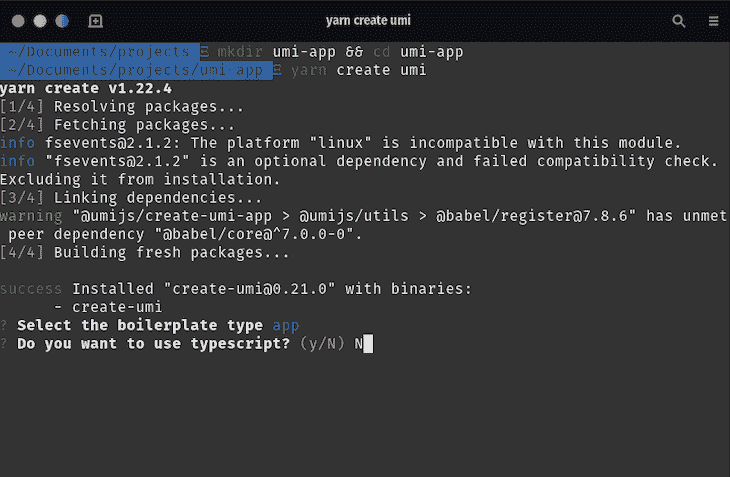 yarn create umi
~/Documents/projects mkdir umi-app && cd umi-app
~/Documents/projects/umi-app yarn create umi
yarn create v1.22.4
[1/4] Resolving packages...
[2/4] Fetching packages...
info fsevents@2.1.2: The platform "linux" is incompatible with this module.
info "fsevents@2.1.2" is an optional dependency and failed compatibility check.
Excluding it from installation.
[3/4] Linking dependencies...
warning "@umijs/create-umi-app > @umijs/utils > @babel/register@7.8.6" has unmet
peer dependency "@babel/core@^7.0.0-0".
[4/4] Building fresh packages...
success Installed "create-umi@0.21.0" with binaries:
- create-umi
? Select the boilerplate type app
? Do you want to use typescript? (y/N) N